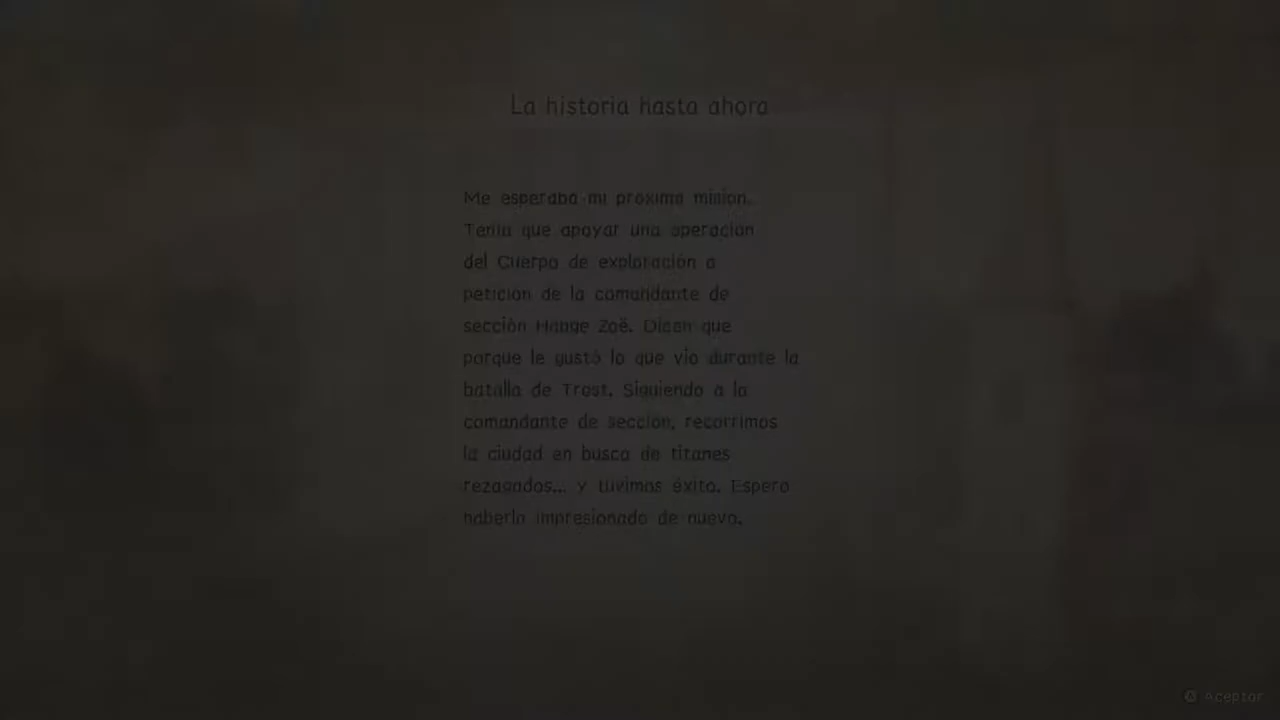 La historia hasta ahora
Me esperaba mi próxima misión.
Tenía que apoyar una operación
del Cuerpo de exploración a
petición de la comandante de
sección Hange Zoë. Dicen que
porque le gustó lo que vio durante la
batalla de Trost. Siguiendo a la
comandante de sección, recorrimos
la ciudad en busca de titanes
rezagados... y tuvimos éxito. Espero
haberla impresionado de nuevo.
Aceptar